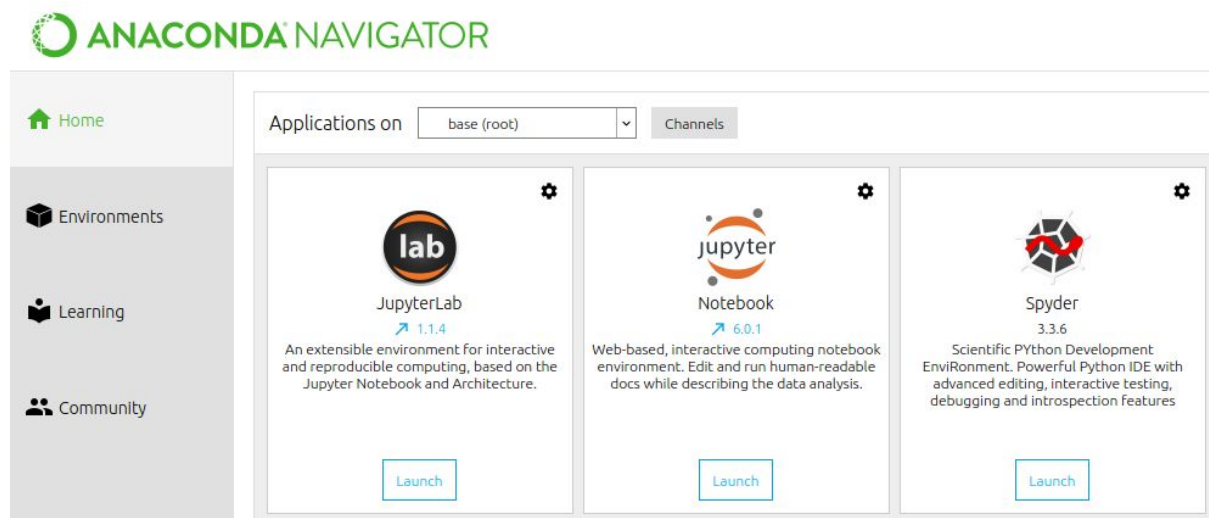 ANACONDA NAVIGATOR
Home
Environments
Learning
Community
Applications on base (root) Channels
lab
JupyterLab
1.1.4
An extensible environment for interactive
and reproducible computing, based on the
Jupyter Notebook and Architecture.
Launch
jupyter
Notebook
6.0.1
Web-based, interactive computing notebook
environment. Edit and run human-readable
docs while describing the data analysis.
Launch
Spyder
3.3.6
Scientific PYthon Development
EnviRonment. Powerful Python IDE with
advanced editing, interactive testing,
debugging and introspection features
Launch